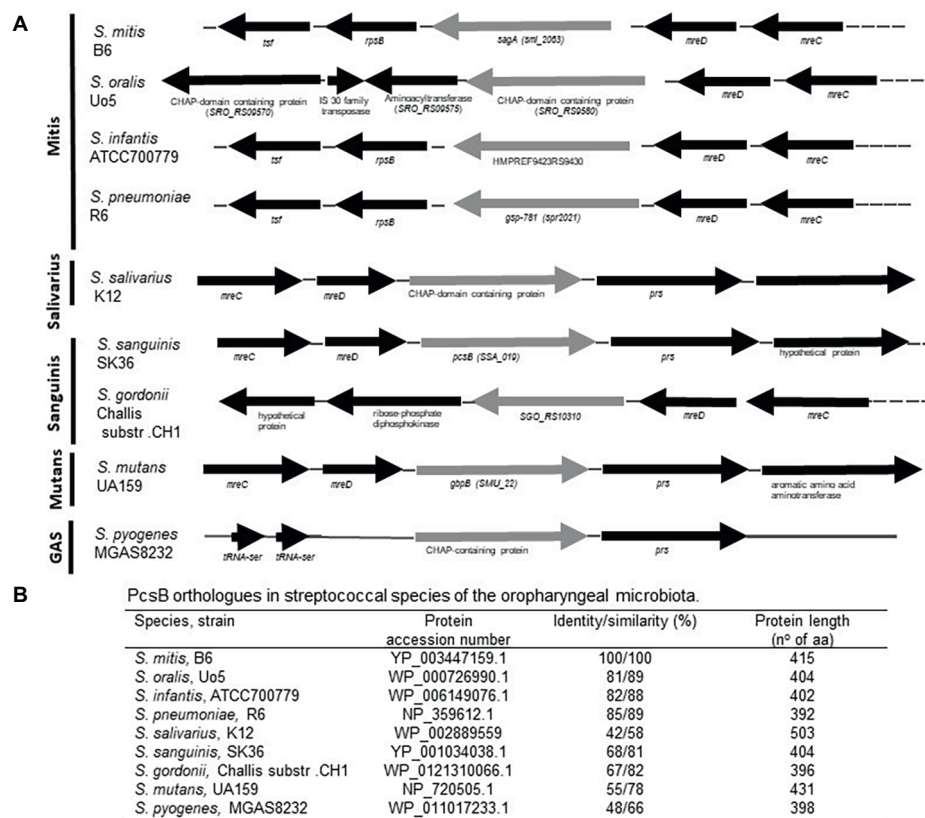 A
Mitis
S. mitis
B6
tsf
rpsB
sagA (smi_2063)
mreD
mreC
S. oralis
Uo5
CHAP-domain containing protein
(SRO_RS09570)
IS 30 family
transposase
Aminoacyltransferase
(SRO_RS09575)
CHAP-domain containing protein
(SRO_RS9580)
mreD
mreC
S. infantis
ATCC700779
tsf
rpsB
HMPREF9423RS9430
mreD
mreC
S. pneumoniae
R6
tsf
rpsB
gsp-781 (spr2021)
mreD
mreC
Salivarius
S. salivarius
K12
mreC
mreD
CHAP-domain containing protein
prs
Sanguinis
S. sanguinis
SK36
mreC
mreD
pcsB (SSA_019)
prs
hypothetical protein
S. gordonii
Challis
substr .CH1
hypothetical
protein
ribose-phosphate
diphosphokinase
SGO_RS10310
mreD
mreC
Mutans
S. mutans
UA159
mreC
mreD
gbpB (SMU_22)
prs
aromatic amino acid
aminotransferase
GAS
S. pyogenes
MGAS8232
tRNA-ser
tRNA-ser
CHAP-containing protein
prs
B
PcsB orthologues in streptococcal species of the oropharyngeal microbiota.
Species, strain Protein accession number Identity/similarity (%) Protein length (nº of aa)
S. mitis, B6 YP_003447159.1 100/100 415
S. oralis, Uo5 WP_000726990.1 81/89 404
S. infantis, ATCC700779 WP_006149076.1 82/88 402
S. pneumoniae, R6 NP_359612.1 85/89 392
S. salivarius, K12 WP_002889559 42/58 503
S. sanguinis, SK36 YP_001034038.1 68/81 404
S. gordonii, Challis substr .CH1 WP_0121310066.1 67/82 396
S. mutans, UA159 NP_720505.1 55/78 431
S. pyogenes, MGAS8232 WP_011017233.1 48/66 398